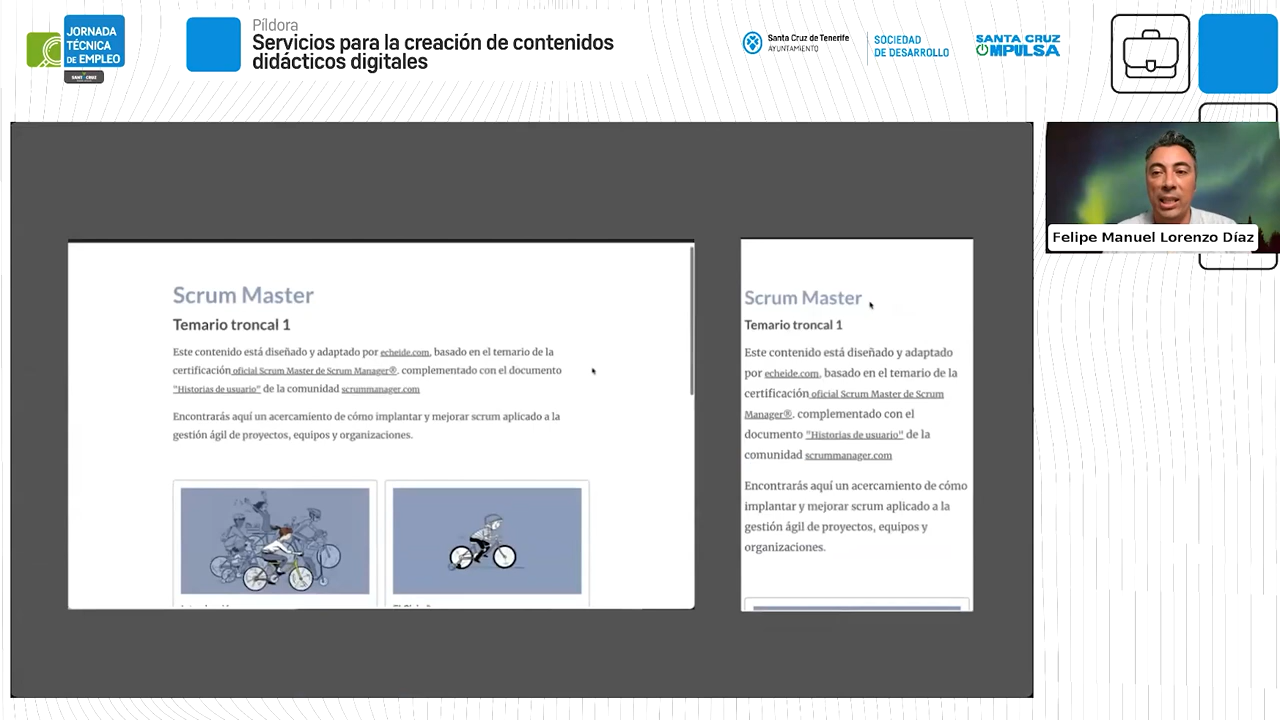 JORNADA
TÉCNICA
DE EMPLEO
Píldora
Servicios para la creación de contenidos
didácticos digitales
Santa Cruz de Tenerife
AYUNTAMIENTO
SOCIEDAD
DE DESARROLLO
SANTA CRUZ
IMPULSA
Scrum Master
Temario troncal 1
Este contenido está diseñado y adaptado por echeide.com, basado en el temario de la
certificación oficial Scrum Master de Scrum Manager®, complementado con el documento
"Historias de usuario" de la comunidad scrummanager.com
Encontrarás aquí un acercamiento de cómo implantar y mejorar scrum aplicado a la
gestión ágil de proyectos, equipos y organizaciones.
Scrum Master
Temario troncal 1
Este contenido está diseñado y adaptado
por echeide.com, basado en el temario de la
certificación oficial Scrum Master de Scrum
Manager®, complementado con el
documento "Historias de usuario" de la
comunidad scrummanager.com
Encontrarás aquí un acercamiento de cómo
implantar y mejorar scrum aplicado a la
gestión ágil de proyectos, equipos y
organizaciones.
Felipe Manuel Lorenzo Díaz